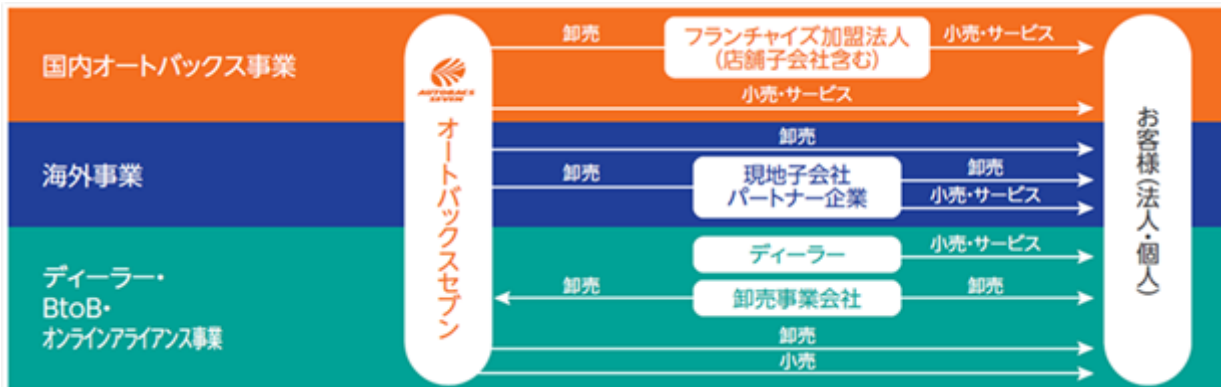 国内オートバックス事業
AUTOBACS
SEVEN
オートバックスセブン
卸売
フランチャイズ加盟法人
(店舗子会社含む)
小売・サービス
小売・サービス
お客様(法人・個人)
海外事業
卸売
卸売
現地子会社
パートナー企業
卸売
小売・サービス
ディーラー・
BtoB・
オンラインアライアンス事業
ディーラー
小売・サービス
卸売
卸売事業会社
卸売
卸売
小売